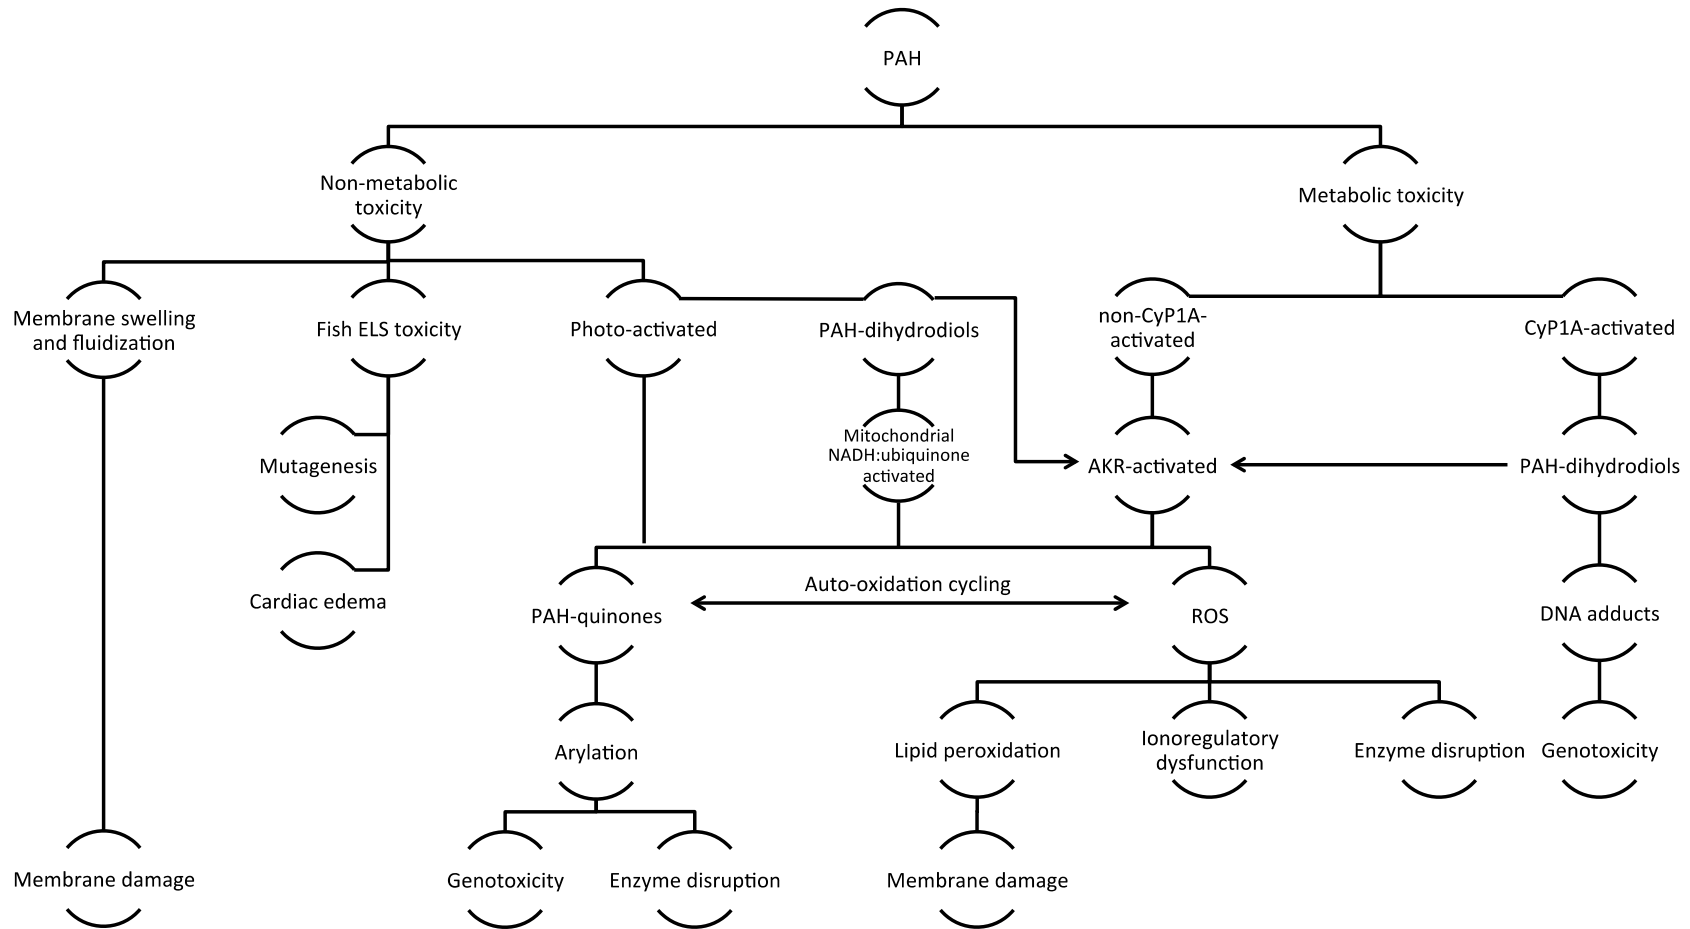 PAH
Non-metabolic
toxicity
Metabolic toxicity
Membrane swelling
and fluidization
Fish ELS toxicity
Photo-activated
PAH-dihydrodiols
non-CyP1A-
activated
CyP1A-activated
Mutagenesis
Mitochondrial
NADH:ubiquinone
activated
AKR-activated
PAH-dihydrodiols
Cardiac edema
PAH-quinones
Auto-oxidation cycling
ROS
DNA adducts
Arylation
Lipid peroxidation
Ionoregulatory
dysfunction
Enzyme disruption
Genotoxicity
Membrane damage
Genotoxicity
Enzyme disruption
Membrane damage